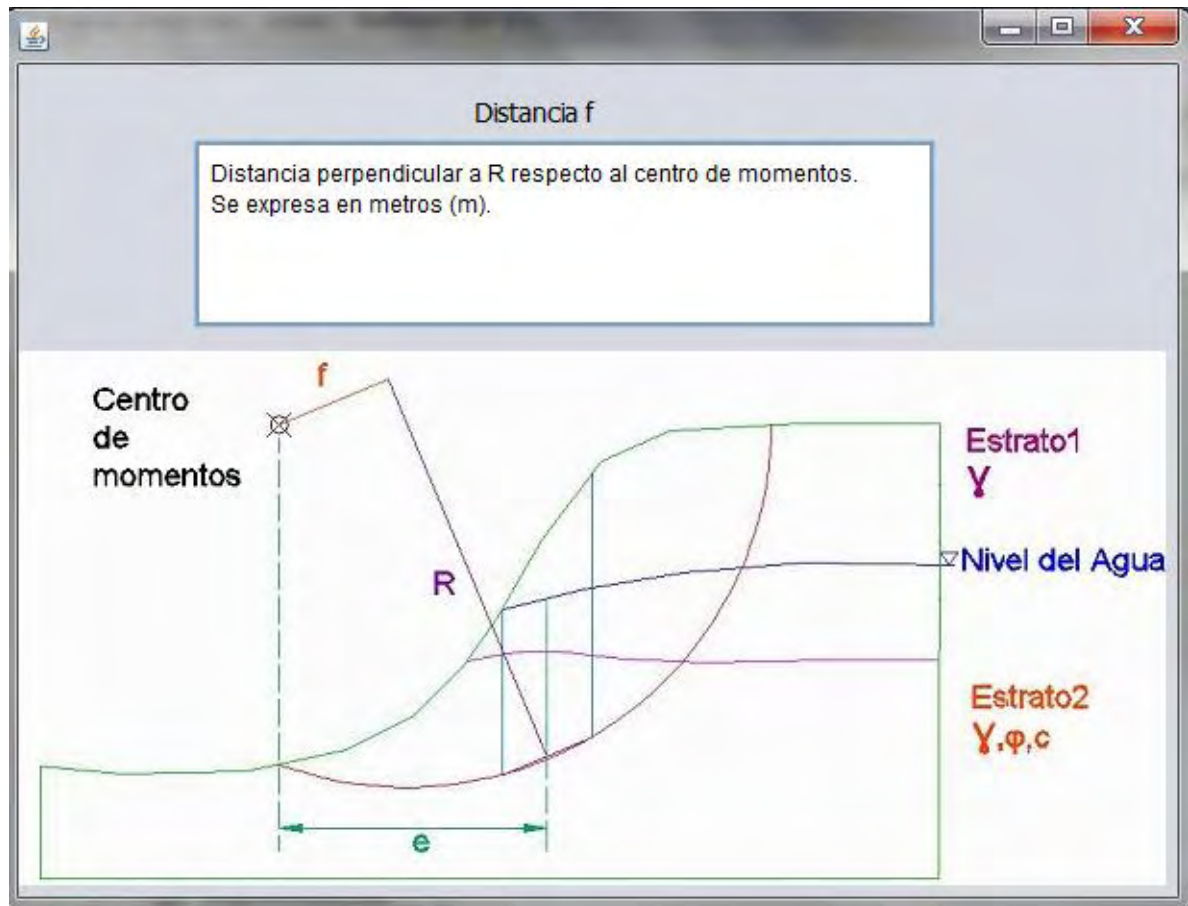 Distancia f
Distancia perpendicular a R respecto al centro de momentos.
Se expresa en metros (m).
f
Centro
de
momentos
Estrato1
γ
Nivel del Agua
R
Estrato2
γ,φ,c
e